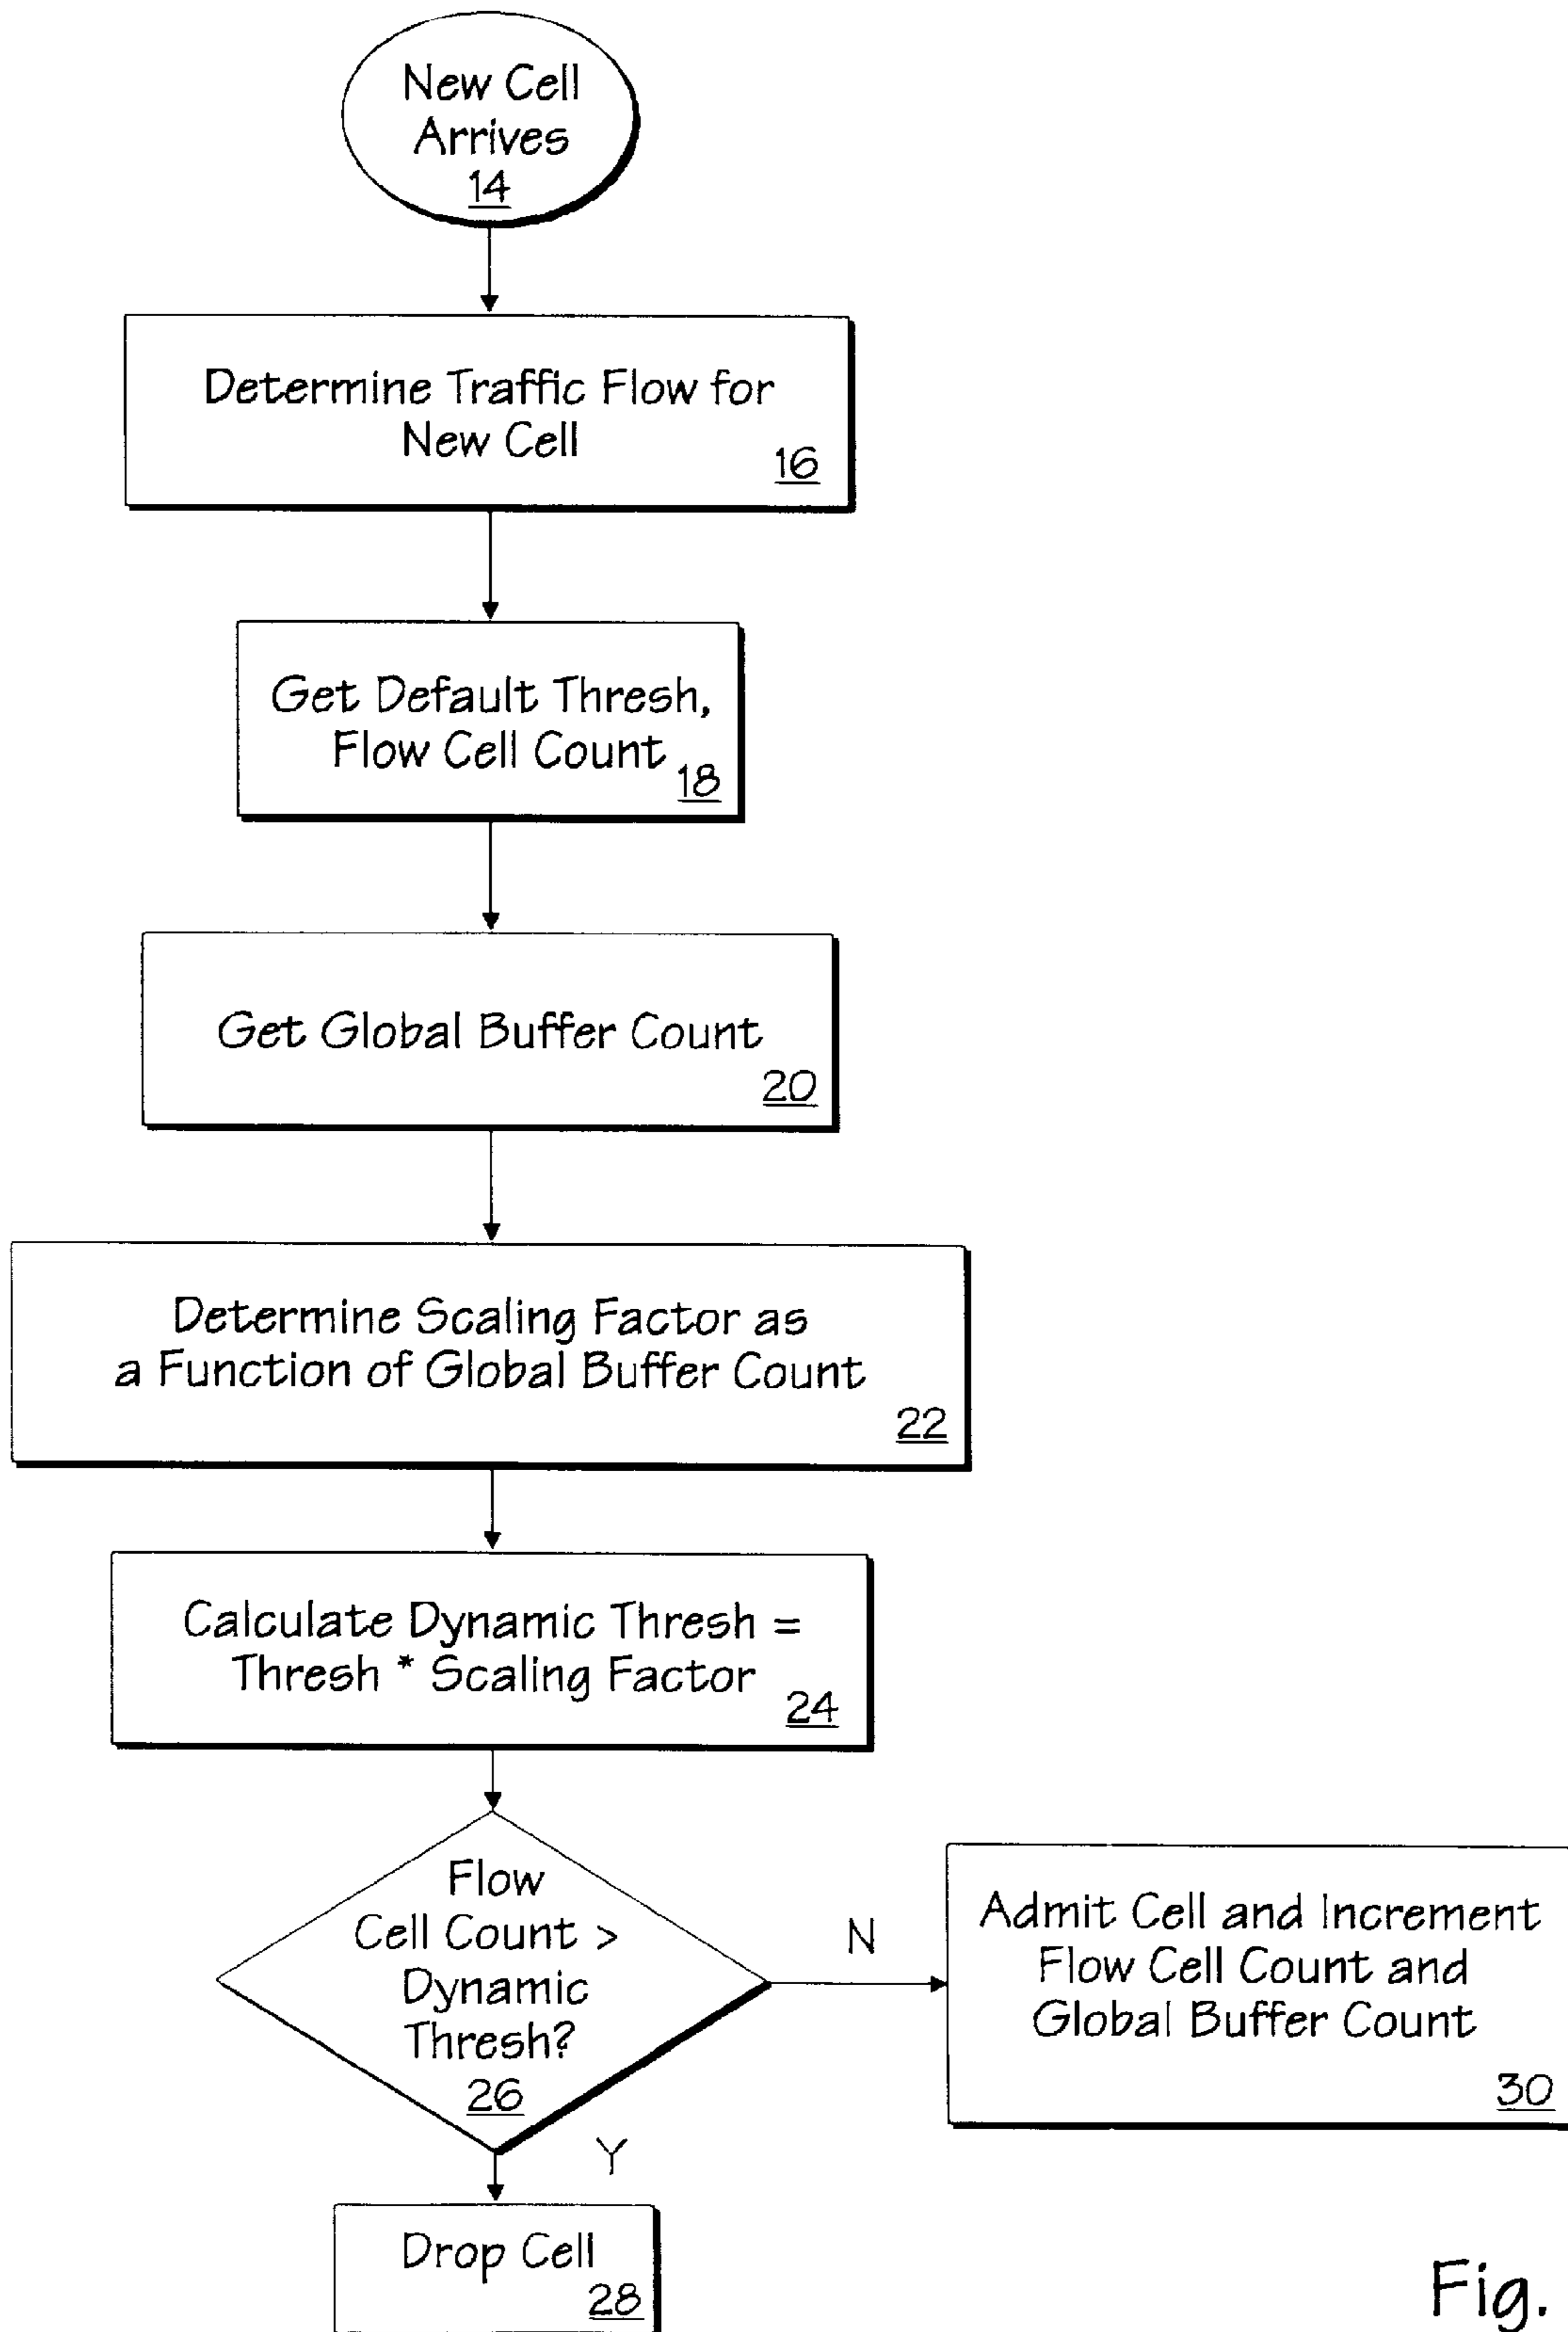 New Cell
Arrives
14
Determine Traffic Flow for
New Cell
16
Get Default Thresh,
Flow Cell Count
18
Get Global Buffer Count
20
Determine Scaling Factor as
a Function of Global Buffer Count
22
Calculate Dynamic Thresh =
Thresh * Scaling Factor
24
Flow
Cell Count >
Dynamic
Thresh?
26
N
Admit Cell and Increment
Flow Cell Count and
Global Buffer Count
30
Y
Drop Cell
28
Fig.